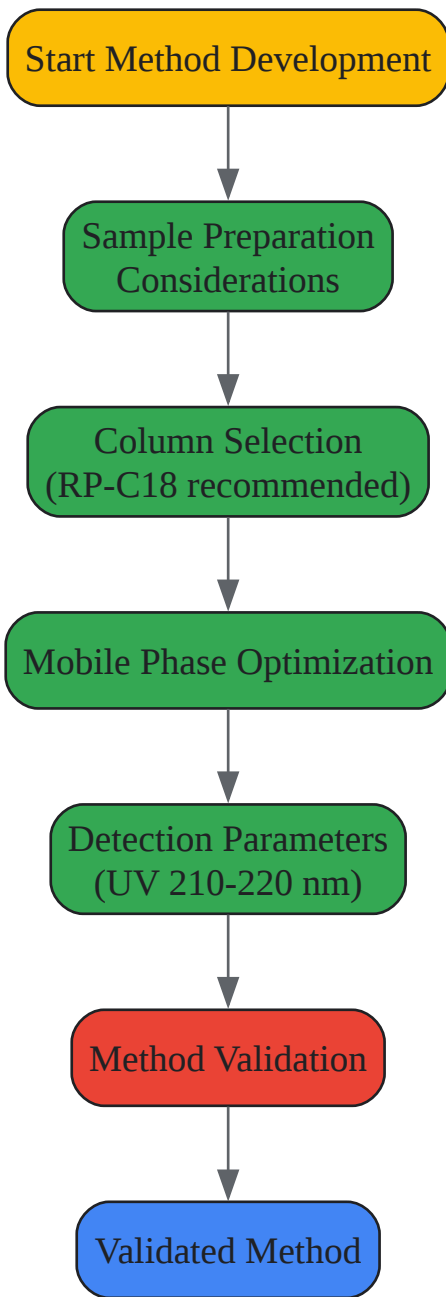 Start Method Development
Sample Preparation
Considerations
Column Selection
(RP-C18 recommended)
Mobile Phase Optimization
Detection Parameters
(UV 210-220 nm)
Method Validation
Validated Method